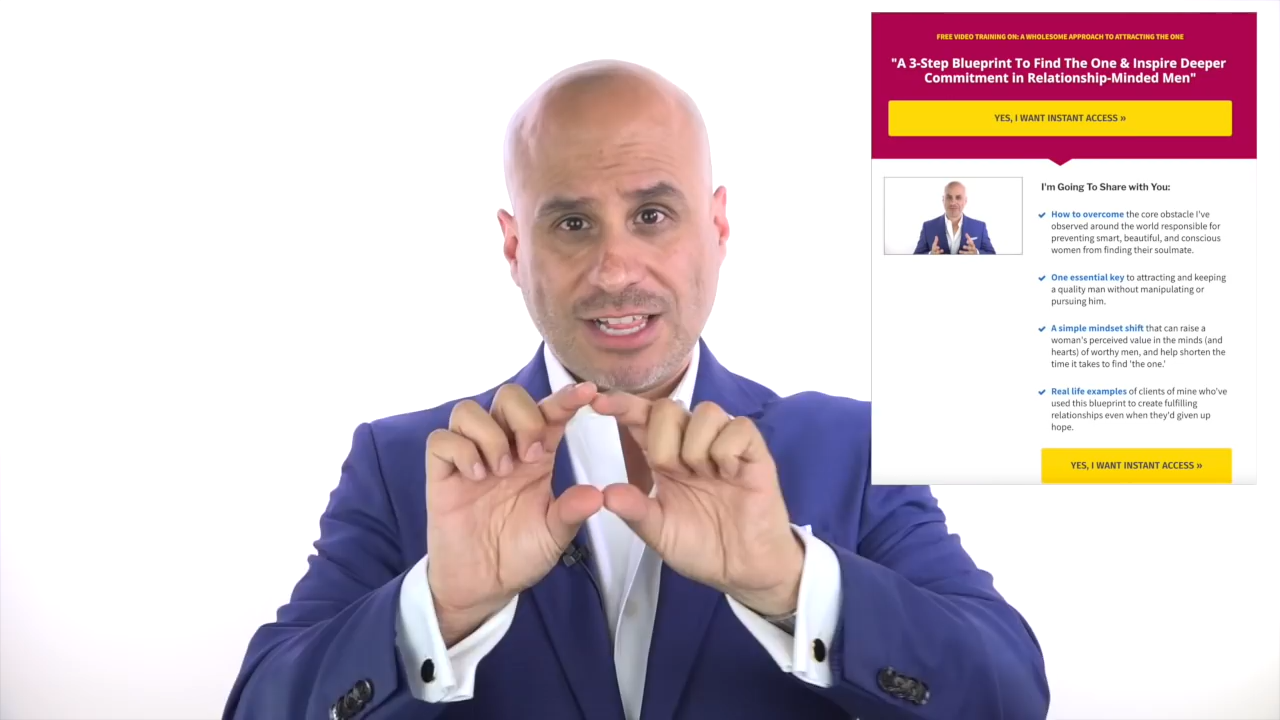 FREE VIDEO TRAINING ON: A WHOLESOME APPROACH TO ATTRACTING THE ONE
"A 3-Step Blueprint To Find The One & Inspire Deeper
Commitment in Relationship-Minded Men"
YES, I WANT INSTANT ACCESS »
I'm Going To Share with You:
How to overcome the core obstacle I've
observed around the world responsible for
preventing smart, beautiful, and conscious
women from finding their soulmate.
One essential key to attracting and keeping
a quality man without manipulating or
pursuing him.
A simple mindset shift that can raise a
woman's perceived value in the minds (and
hearts) of worthy men, and help shorten the
time it takes to find 'the one.'
Real life examples of clients of mine who've
used this blueprint to create fulfilling
relationships even when they'd given up
hope.
YES, I WANT INSTANT ACCESS »